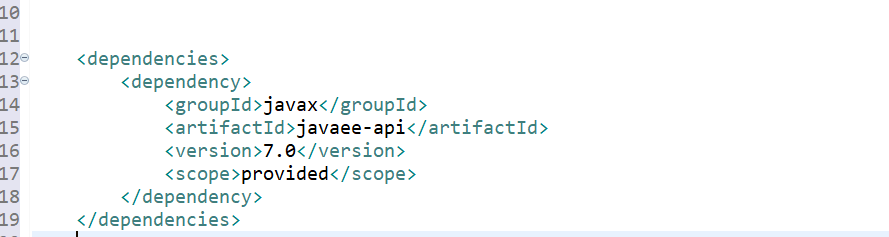 10
11
12 <dependencies>
13 <dependency>
14 <groupId>javax</groupId>
15 <artifactId>javaee-api</artifactId>
16 <version>7.0</version>
17 <scope>provided</scope>
18 </dependency>
19 </dependencies>